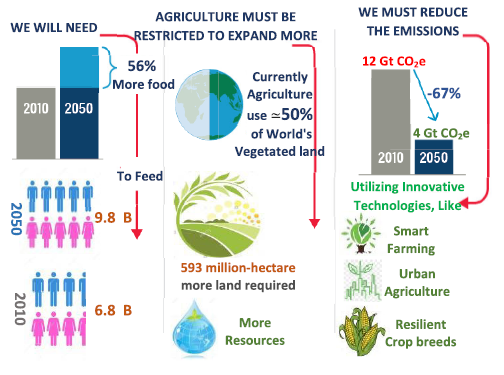 WE WILL NEED
2010
2050
56%
More food
To Feed
2050
9.8 B
2010
6.8 B
AGRICULTURE MUST BE
RESTRICTED TO EXPAND MORE
Currently
Agriculture
use ≃50%
of World's
Vegetated land
593 million-hectare
more land required
More
Resources
WE MUST REDUCE
THE EMISSIONS
12 Gt CO₂e
-67%
4 Gt CO₂e
2010
2050
Utilizing Innovative
Technologies, Like
Smart
Farming
Urban
Agriculture
Resilient
Crop breeds